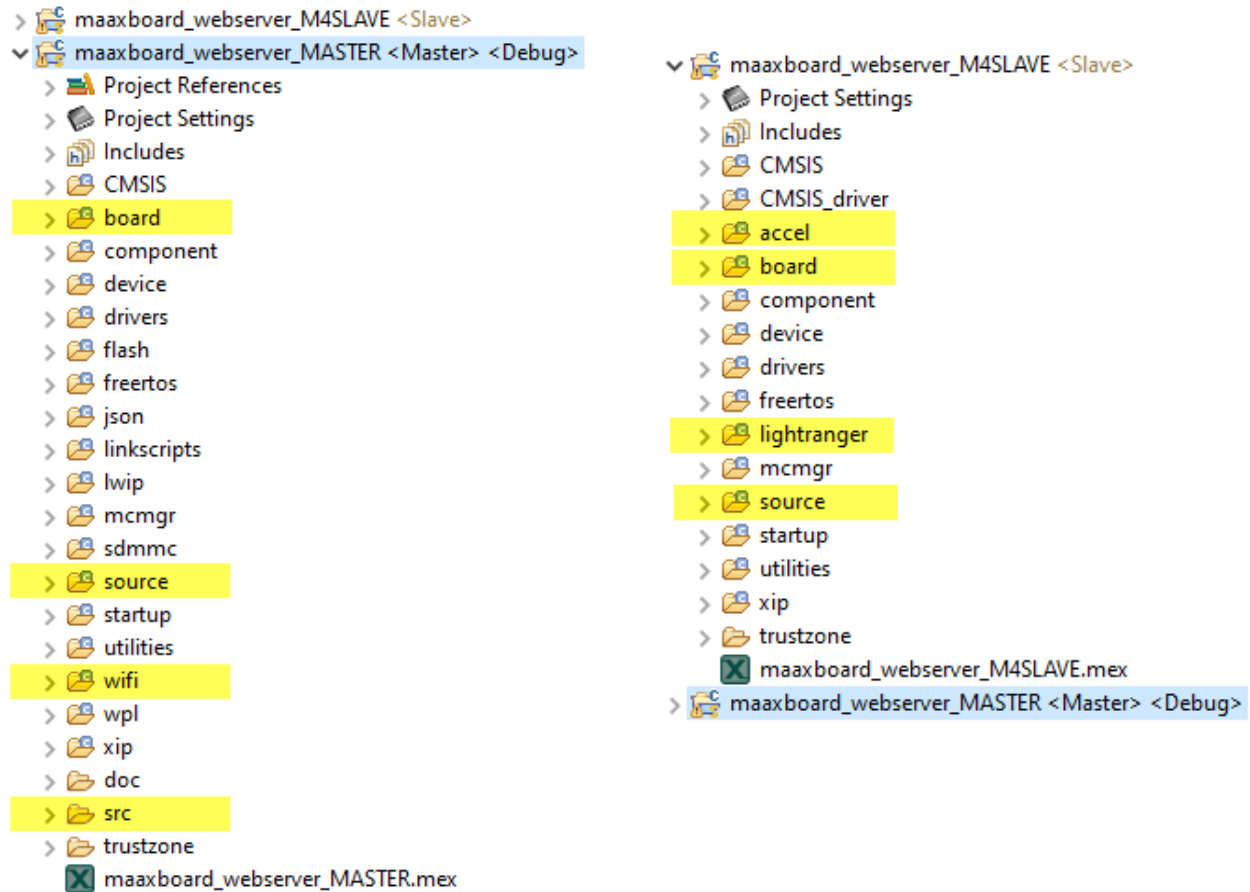 maaxboard_webserver_M4SLAVE <Slave>
maaxboard_webserver_MASTER <Master> <Debug>
Project References
Project Settings
Includes
CMSIS
board
component
device
drivers
flash
freertos
json
linkscripts
lwip
mcmgr
sdmmc
source
startup
utilities
wifi
wpl
xip
doc
src
trustzone
maaxboard_webserver_MASTER.mex
maaxboard_webserver_M4SLAVE <Slave>
Project Settings
Includes
CMSIS
CMSIS_driver
accel
board
component
device
drivers
freertos
lightranger
mcmgr
source
startup
utilities
xip
trustzone
maaxboard_webserver_M4SLAVE.mex
maaxboard_webserver_MASTER <Master> <Debug>